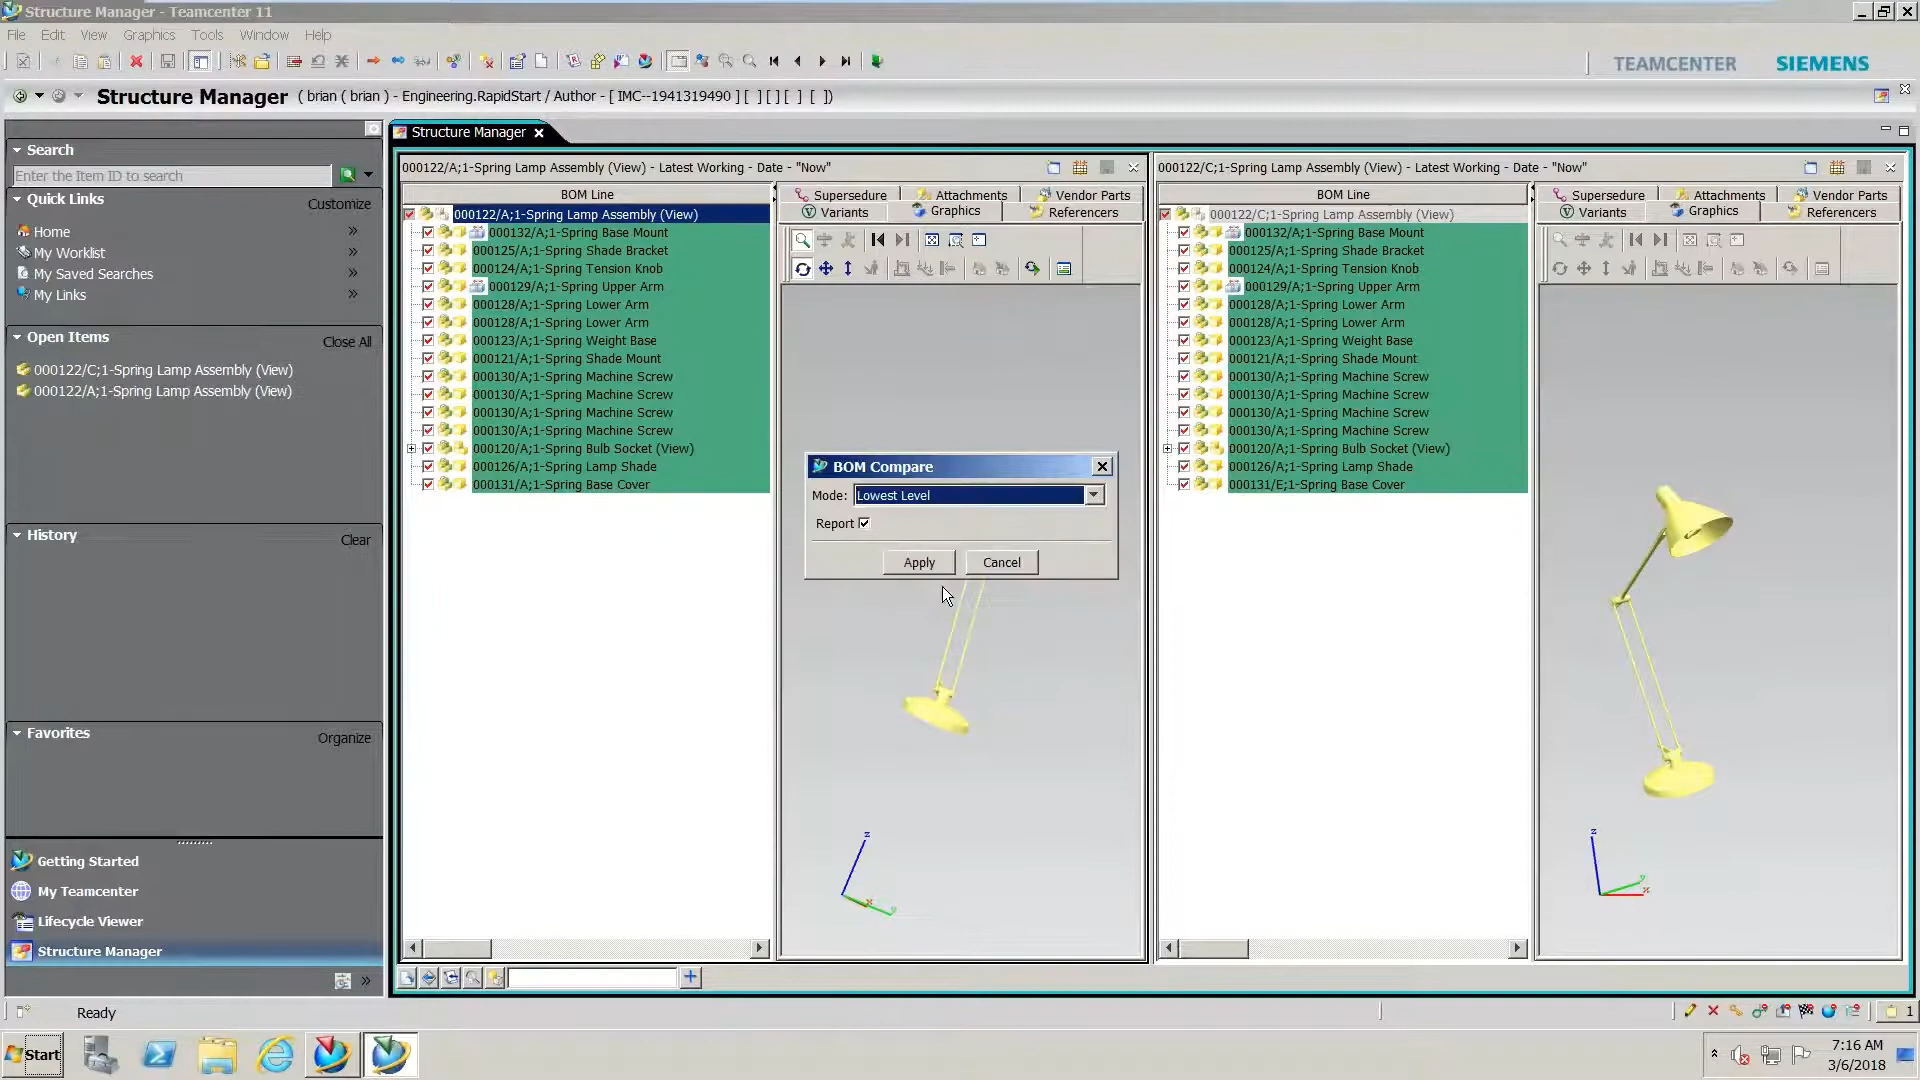 Structure Manager - Teamcenter 11
File Edit View Graphics Tools Window Help
TEAMCENTER SIEMENS
Structure Manager ( brian ( brian ) - Engineering.RapidStart / Author - [ IMC--1941319490 ] [ ] [ ] [ ] [ ])
Search
Enter the Item ID to search
Quick Links
Customize
Home
My Worklist
My Saved Searches
My Links
Open Items
Close All
000122/C;1-Spring Lamp Assembly (View)
000122/A;1-Spring Lamp Assembly (View)
History
Clear
Favorites
Organize
Getting Started
My Teamcenter
Lifecycle Viewer
Structure Manager
Structure Manager
000122/A;1-Spring Lamp Assembly (View) - Latest Working - Date - "Now"
BOM Line
000122/A;1-Spring Lamp Assembly (View)
000132/A;1-Spring Base Mount
000125/A;1-Spring Shade Bracket
000124/A;1-Spring Tension Knob
000129/A;1-Spring Upper Arm
000128/A;1-Spring Lower Arm
000128/A;1-Spring Lower Arm
000123/A;1-Spring Weight Base
000121/A;1-Spring Shade Mount
000130/A;1-Spring Machine Screw
000130/A;1-Spring Machine Screw
000130/A;1-Spring Machine Screw
000130/A;1-Spring Machine Screw
000120/A;1-Spring Bulb Socket (View)
000126/A;1-Spring Lamp Shade
000131/A;1-Spring Base Cover
Supersedure Attachments Vendor Parts
Variants Graphics Referencers
z
x
y
BOM Compare
Mode: Lowest Level
Report
Apply Cancel
000122/C;1-Spring Lamp Assembly (View) - Latest Working - Date - "Now"
BOM Line
000122/C;1-Spring Lamp Assembly (View)
000132/A;1-Spring Base Mount
000125/A;1-Spring Shade Bracket
000124/A;1-Spring Tension Knob
000129/A;1-Spring Upper Arm
000128/A;1-Spring Lower Arm
000128/A;1-Spring Lower Arm
000123/A;1-Spring Weight Base
000121/A;1-Spring Shade Mount
000130/A;1-Spring Machine Screw
000130/A;1-Spring Machine Screw
000130/A;1-Spring Machine Screw
000130/A;1-Spring Machine Screw
000120/A;1-Spring Bulb Socket (View)
000126/A;1-Spring Lamp Shade
000131/E;1-Spring Base Cover
Supersedure Attachments Vendor Parts
Variants Graphics Referencers
z
y
x
Ready
1
Start
7:16 AM
3/6/2018